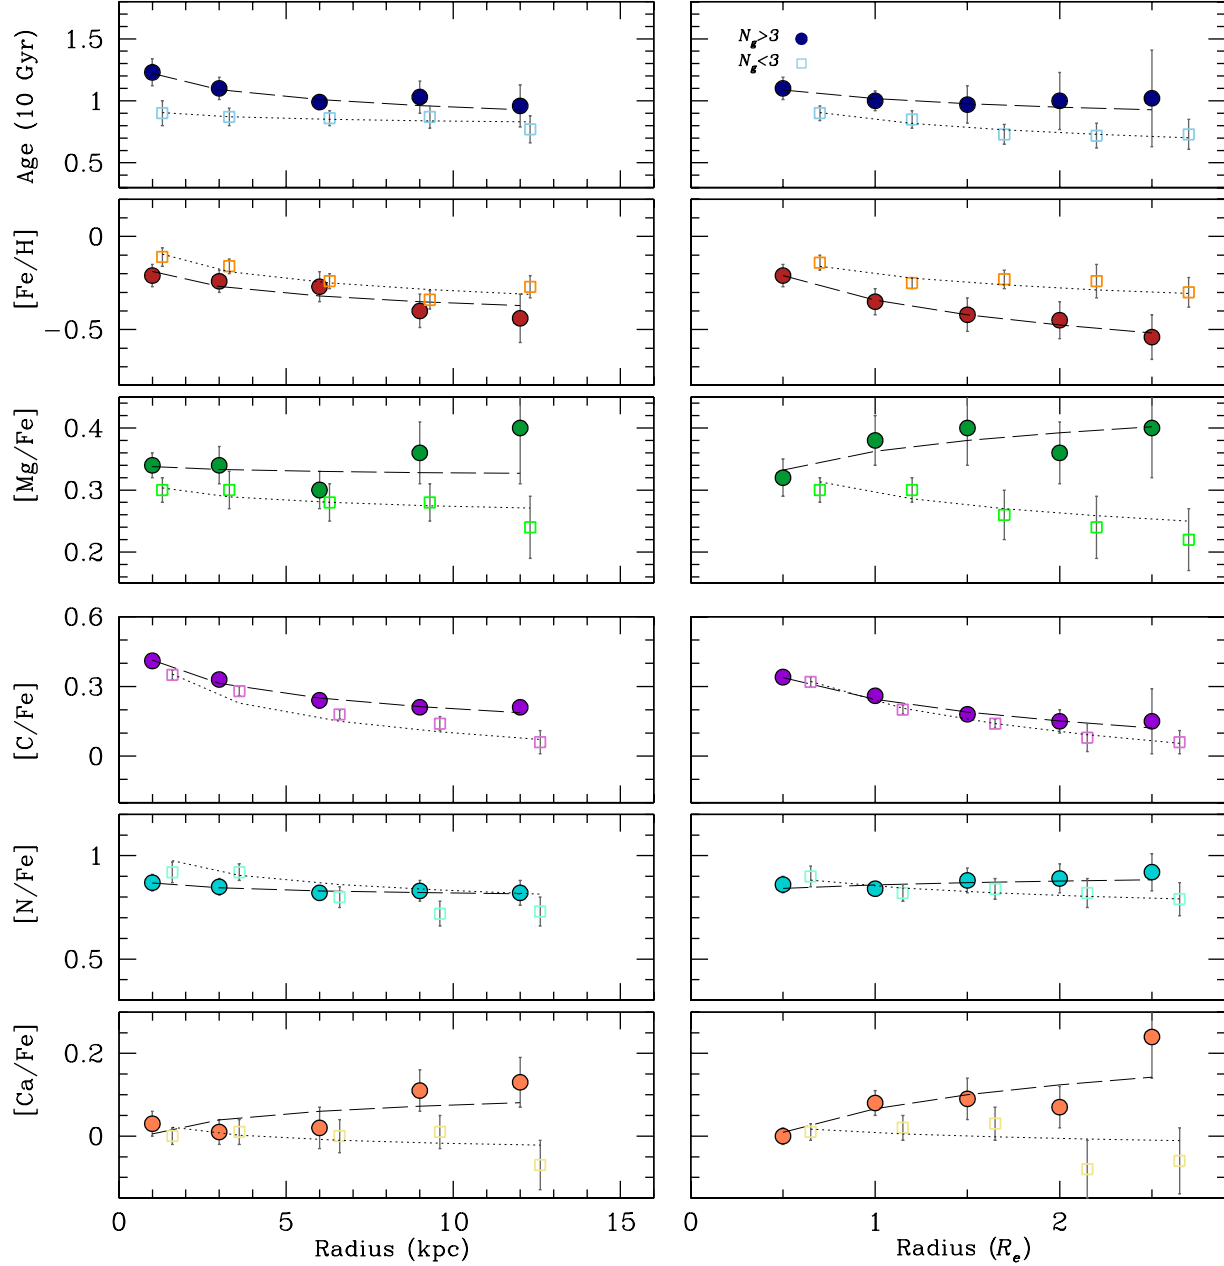 N_g>3
N_g<3
Age (10 Gyr)
1.5
1
0.5
[Fe/H]
0
−0.5
[Mg/Fe]
0.4
0.3
0.2
[C/Fe]
0.6
0.3
0
[N/Fe]
1
0.5
[Ca/Fe]
0.2
0
0 5 10 15
0 1 2
Radius (kpc)
Radius (R_e)